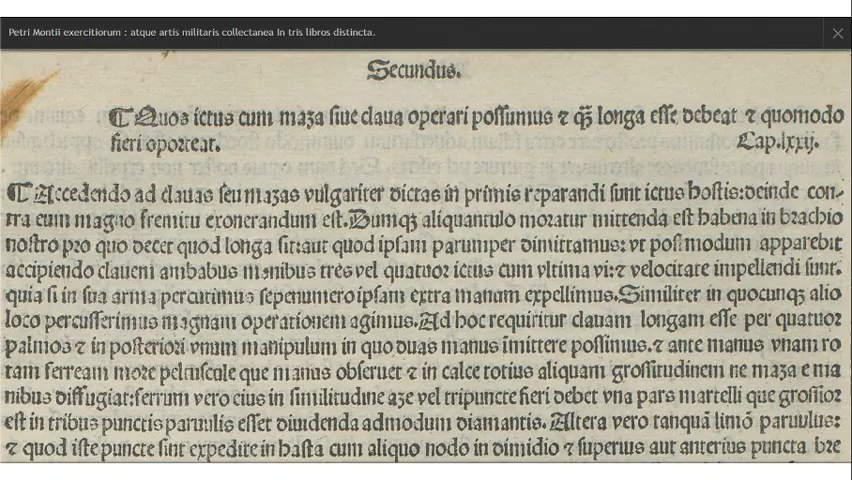 Petri Montii exercitiorum : atque artis militaris collectanea In tris libros distincta.
Secundus.
¶ Quos ictus cum maza siue claua operari possumus ⁊ q̃ꝫ longa esse debeat ⁊ quomodo
fieri oporteat. Cap.lxxij.
¶ Accedendo ad clauas seu mazas vulgariter dictas in primis reparandi sunt ictus hostis:deinde con-
tra eum magno fremitu exonerandum est.Dumqꝫ aliquantulo moratur mittenda est habena in brachio
nostro pro quo decet quod longa sit:aut quod ipsam parumper dimittamus: vt postmodum apparebit
accipiendo clauem ambabus manibus tres vel quatuor ictus cum vltima vi:⁊ velocitate impellendi sunt.
quia si in sua arma percutimus sepenumero ipsam extra manum expellimus.Similiter in quocunqꝫ alio
loco percusserimus magnam operationem agimus.Ad hoc requiritur clauam longam esse per quatuor
palmos ⁊ in posteriori vnum manipulum in quo duas manus īmittere possimus.⁊ ante manus vnam ro
tam ferream more peltuscule que manus obseruet ⁊ in calce totius aliquam grossitudinem ne maza e ma
nibus diffugiat:ferrum vero eius in similitudine aze vel tripuncte fieri debet vna pars martelli que grossior
est in tribus punctis paruulis esset diuidenda admodum diamantis. Altera vero tanquã limõ paruulus:
⁊ quod iste puncte sint expedite in hasta cum aliquo nodo in dimidio ⁊ superius aut anterius puncta bre